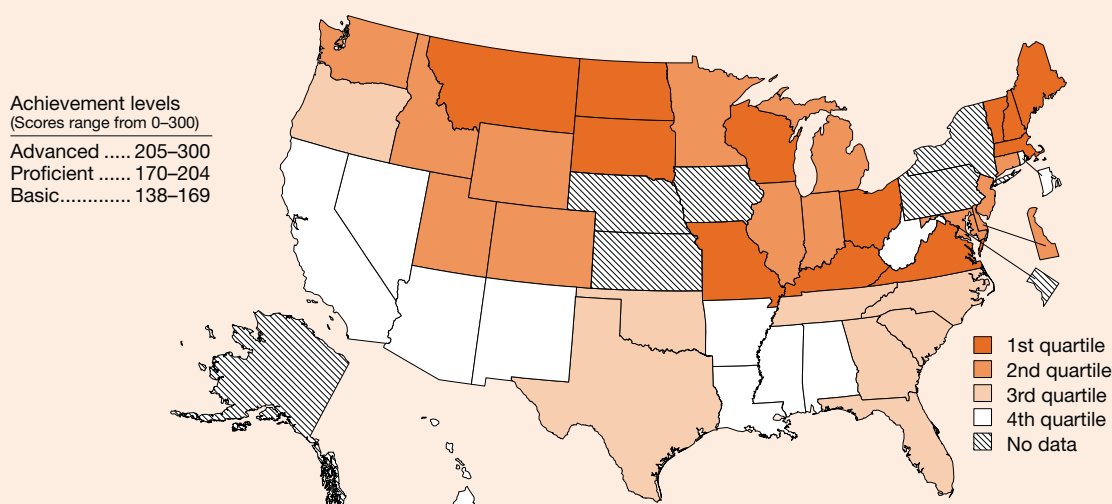 Achievement levels
(Scores range from 0–300)
Advanced ..... 205–300
Proficient ...... 170–204
Basic............. 138–169
1st quartile
2nd quartile
3rd quartile
4th quartile
No data